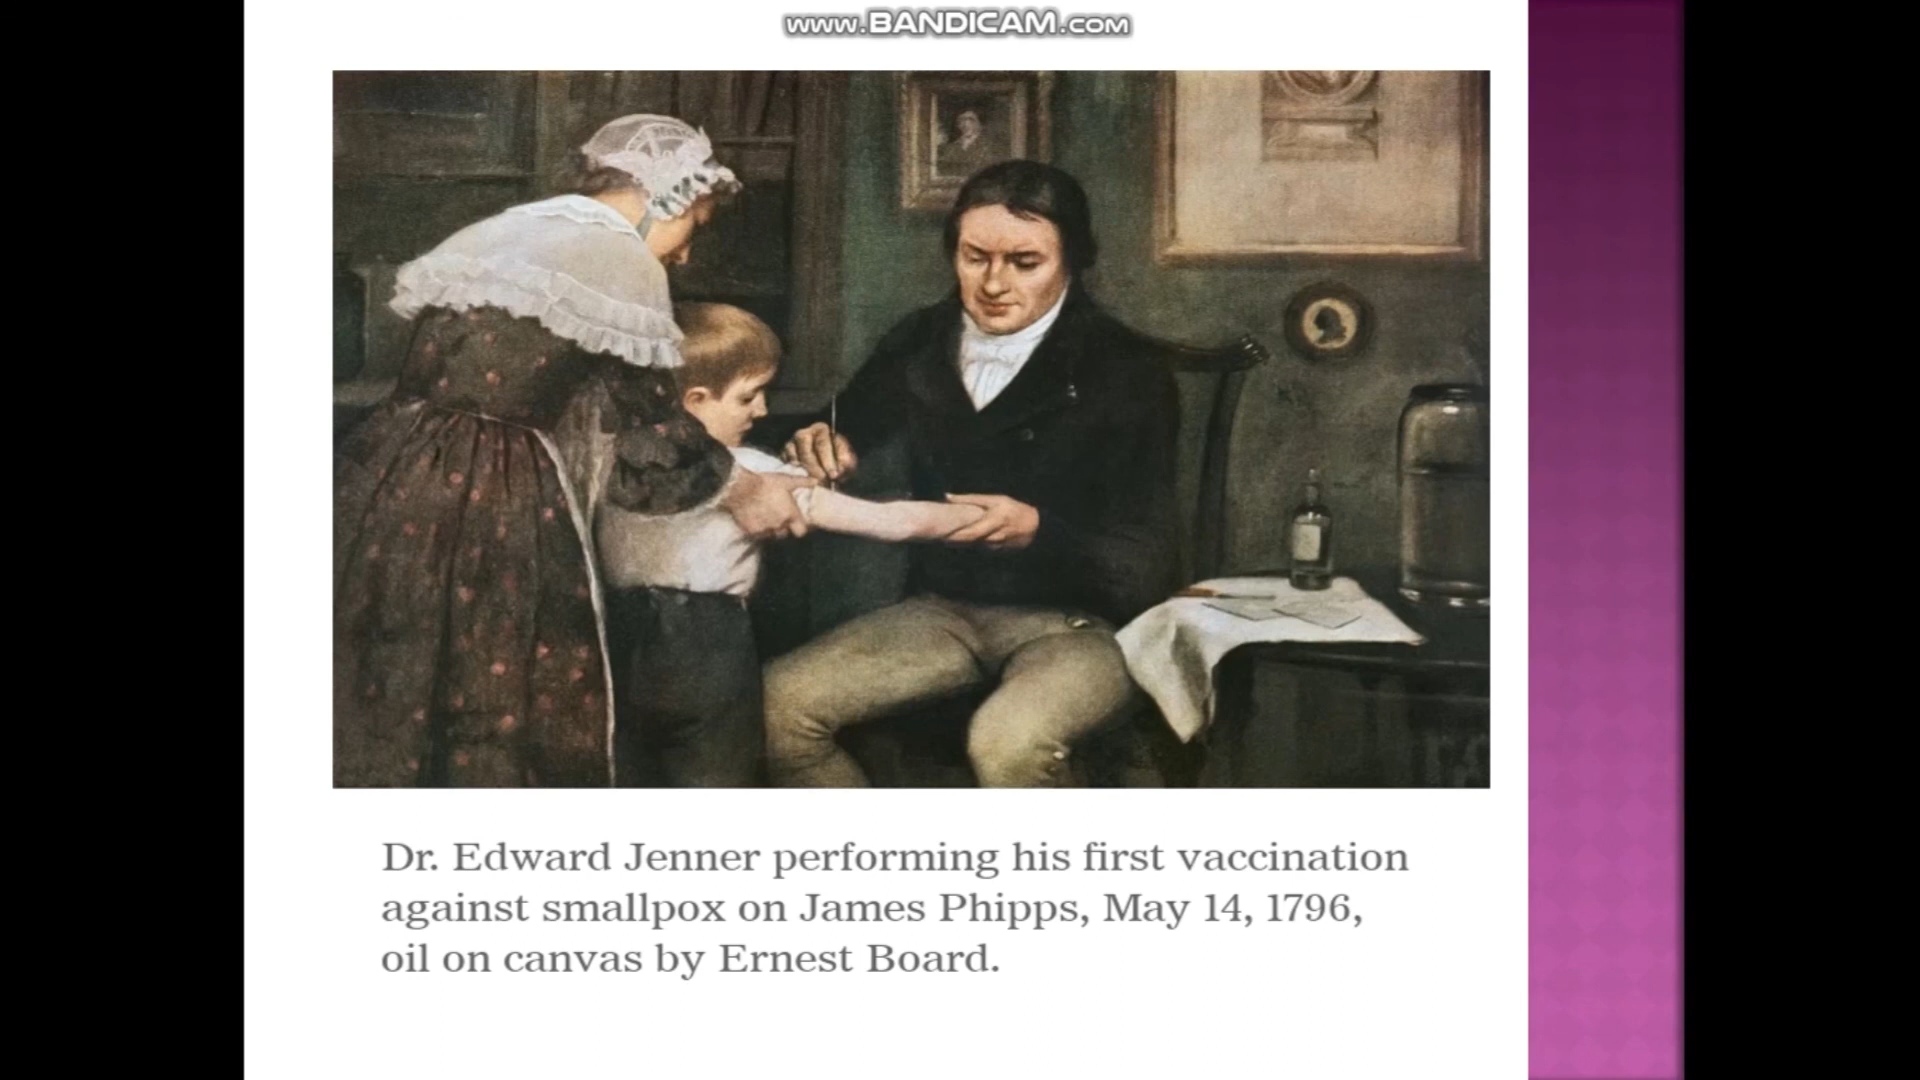 www.BANDICAM.com
Dr. Edward Jenner performing his first vaccination
against smallpox on James Phipps, May 14, 1796,
oil on canvas by Ernest Board.